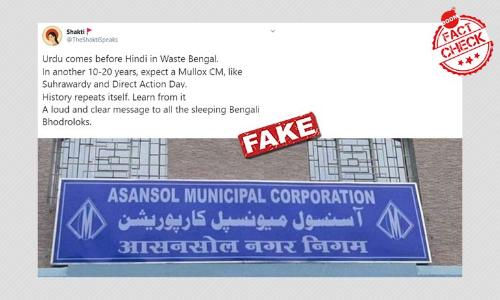 Shakti
@TheShaktiSpeaks
Urdu comes before Hindi in Waste Bengal.
In another 10-20 years, expect a Mullox CM, like
Suhrawardy and Direct Action Day.
History repeats itself. Learn from it
A loud and clear message to all the sleeping Bengali
Bhodroloks.
BOOM
FACT
CHECK
FAKE
ASANSOL MUNICIPAL CORPORATION
آسنسول میونسپل کارپوریشن
आसनसोल नगर निगम